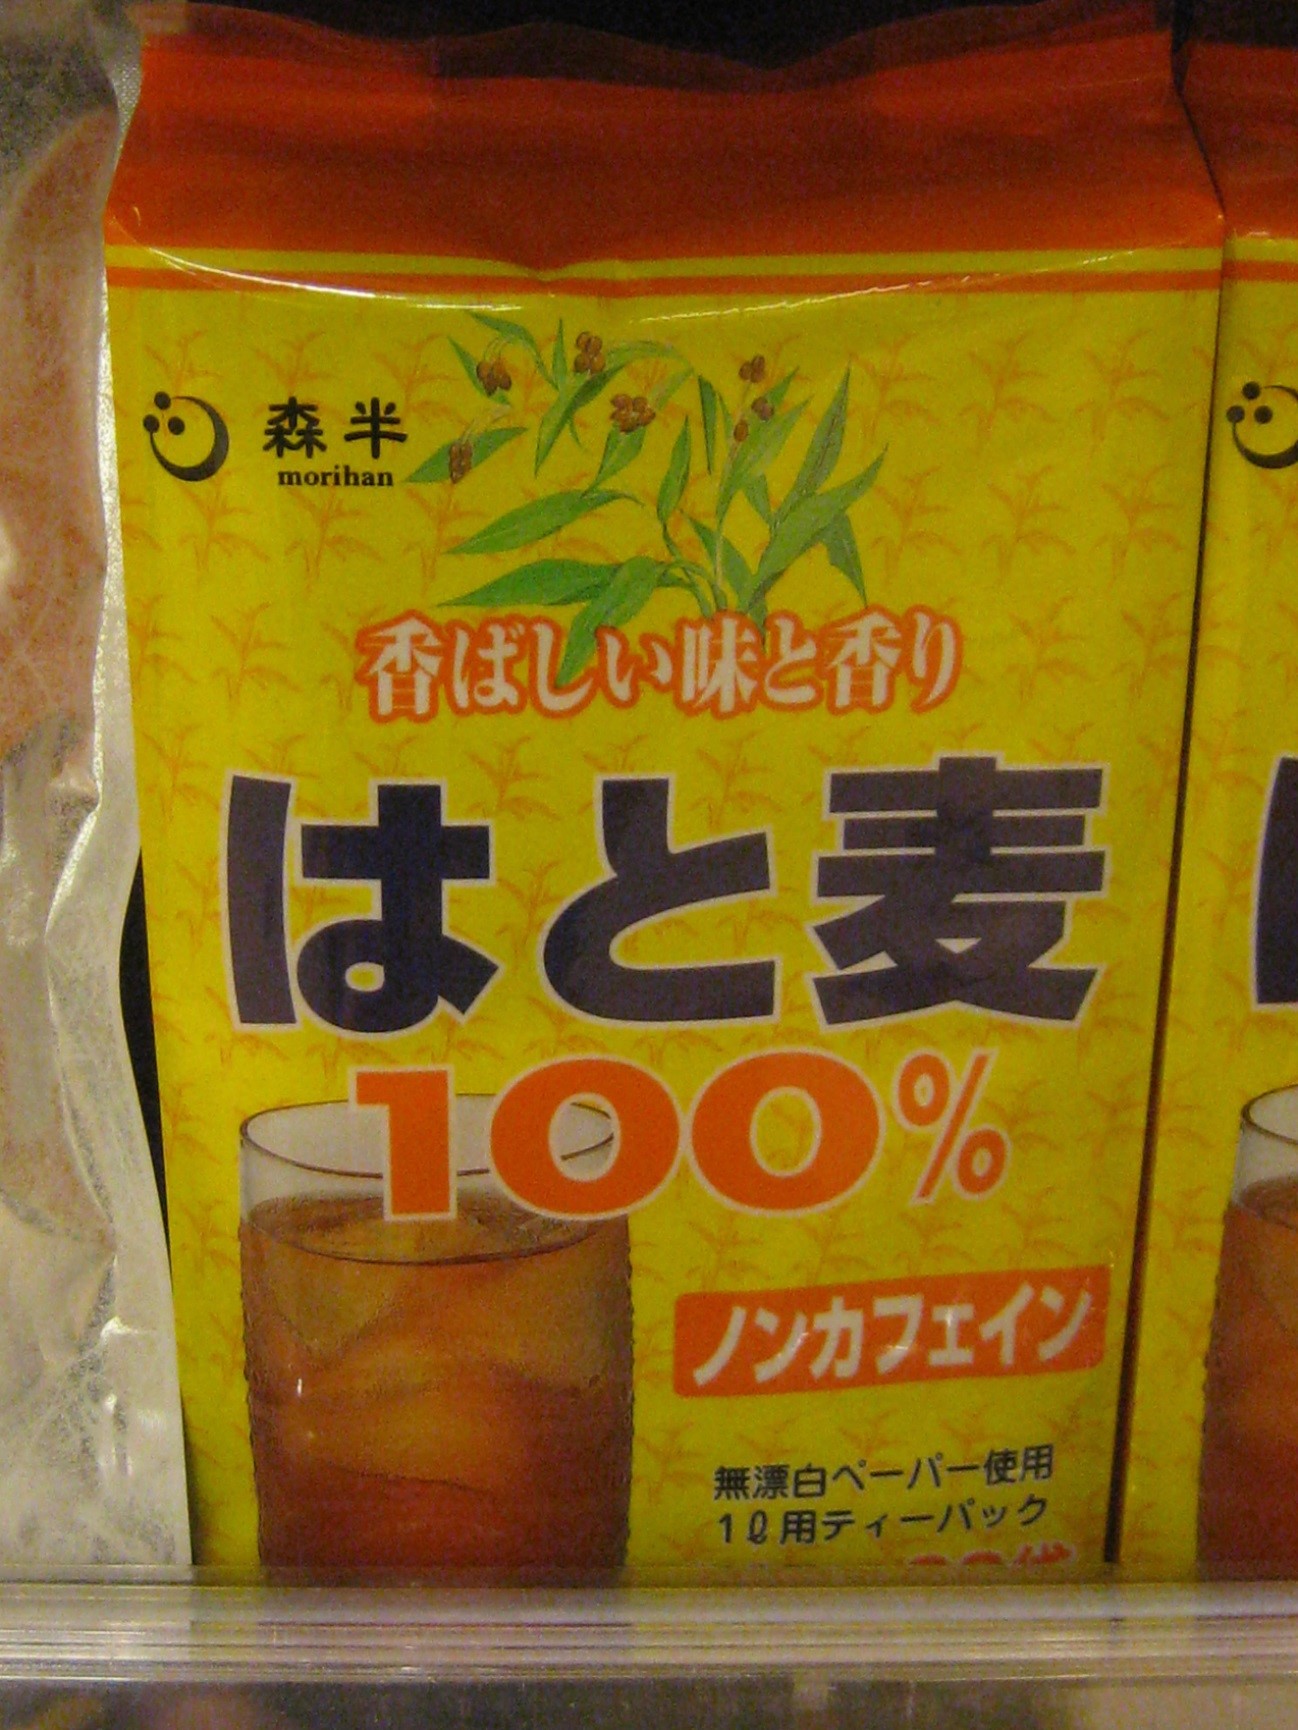 森半
morihan
香ばしい味と香り
はと麦
100%
ノンカフェイン
無漂白ペーパー使用
1ℓ用ティーパック